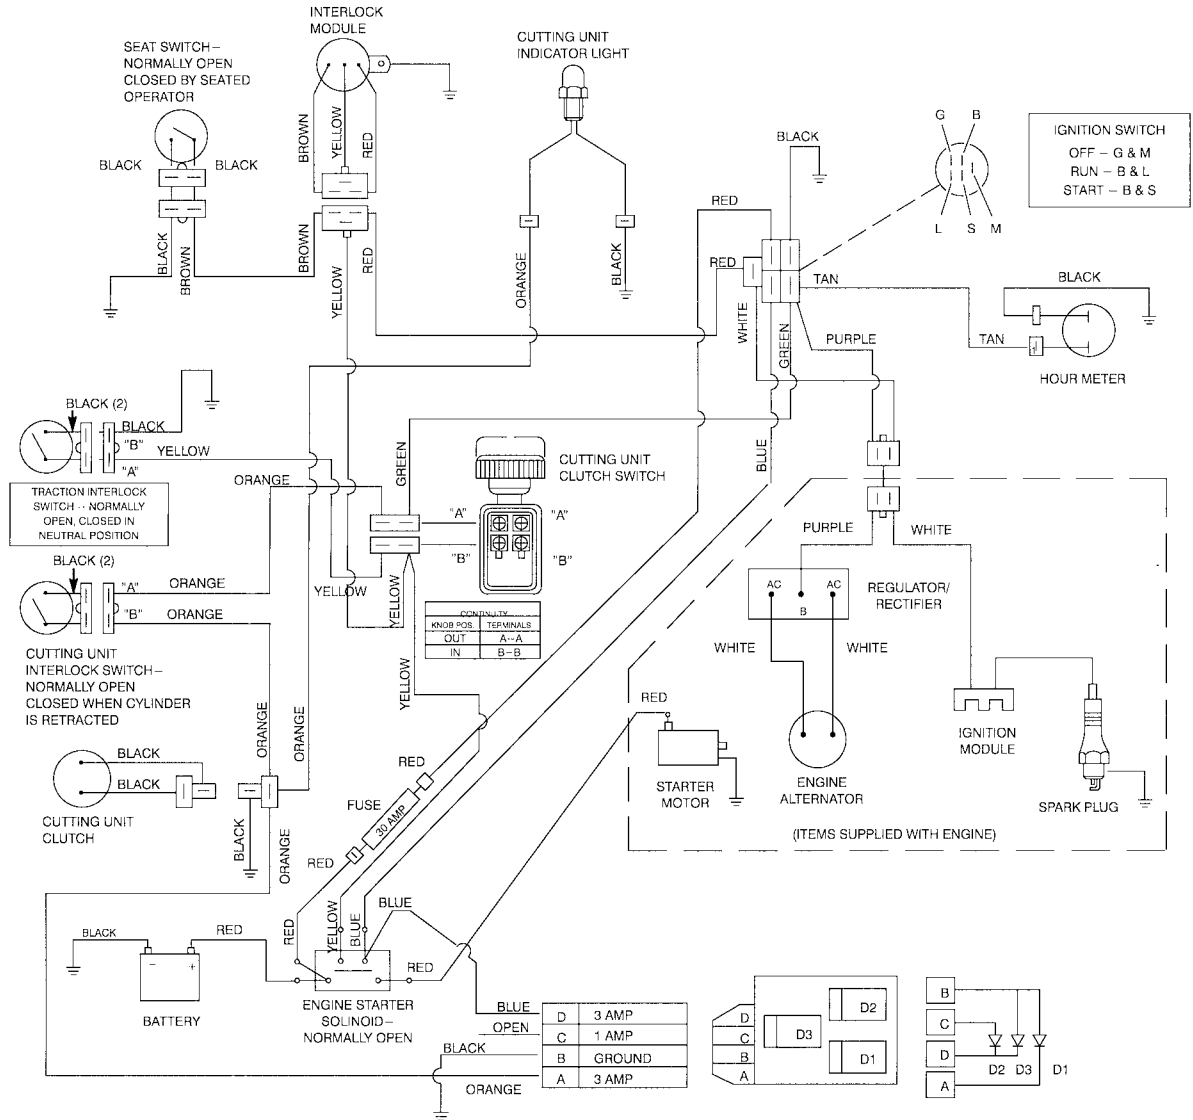 INTERLOCK
MODULE
SEAT SWITCH–
NORMALLY OPEN
CLOSED BY SEATED
OPERATOR
CUTTING UNIT
INDICATOR LIGHT
BLACK
BLACK
BROWN
YELLOW
RED
BLACK
G
B
L
S
M
IGNITION SWITCH
OFF – G & M
RUN – B & L
START – B & S
BLACK
BROWN
BROWN
YELLOW
RED
ORANGE
BLACK
RED
RED
TAN
WHITE
GREEN
PURPLE
BLACK
TAN
HOUR METER
BLACK (2)
BLACK
"B"
YELLOW
"A"
TRACTION INTERLOCK
SWITCH -- NORMALLY
OPEN, CLOSED IN
NEUTRAL POSITION
ORANGE
GREEN
CUTTING UNIT
CLUTCH SWITCH
BLUE
"A"
"A"
"B"
"B"
BLACK (2)
"A"
ORANGE
"B"
ORANGE
YELLOW
YELLOW
CONTINUITY
KNOB POS. TERMINALS
OUT A--A
IN B–B
PURPLE
WHITE
AC
AC
B
REGULATOR/
RECTIFIER
WHITE
WHITE
CUTTING UNIT
INTERLOCK SWITCH–
NORMALLY OPEN
CLOSED WHEN CYLINDER
IS RETRACTED
YELLOW
ORANGE
ORANGE
RED
IGNITION
MODULE
STARTER
MOTOR
ENGINE
ALTERNATOR
SPARK PLUG
(ITEMS SUPPLIED WITH ENGINE)
BLACK
BLACK
CUTTING UNIT
CLUTCH
BLACK
ORANGE
RED
FUSE
30 AMP
RED
RED
YELLOW
BLUE
BLUE
BLACK
RED
–
+
BATTERY
RED
ENGINE STARTER
SOLINOID–
NORMALLY OPEN
BLUE
OPEN
BLACK
ORANGE
D 3 AMP
C 1 AMP
B GROUND
A 3 AMP
D
C
B
A
D3
D2
D1
B
C
D
A
D2 D3 D1